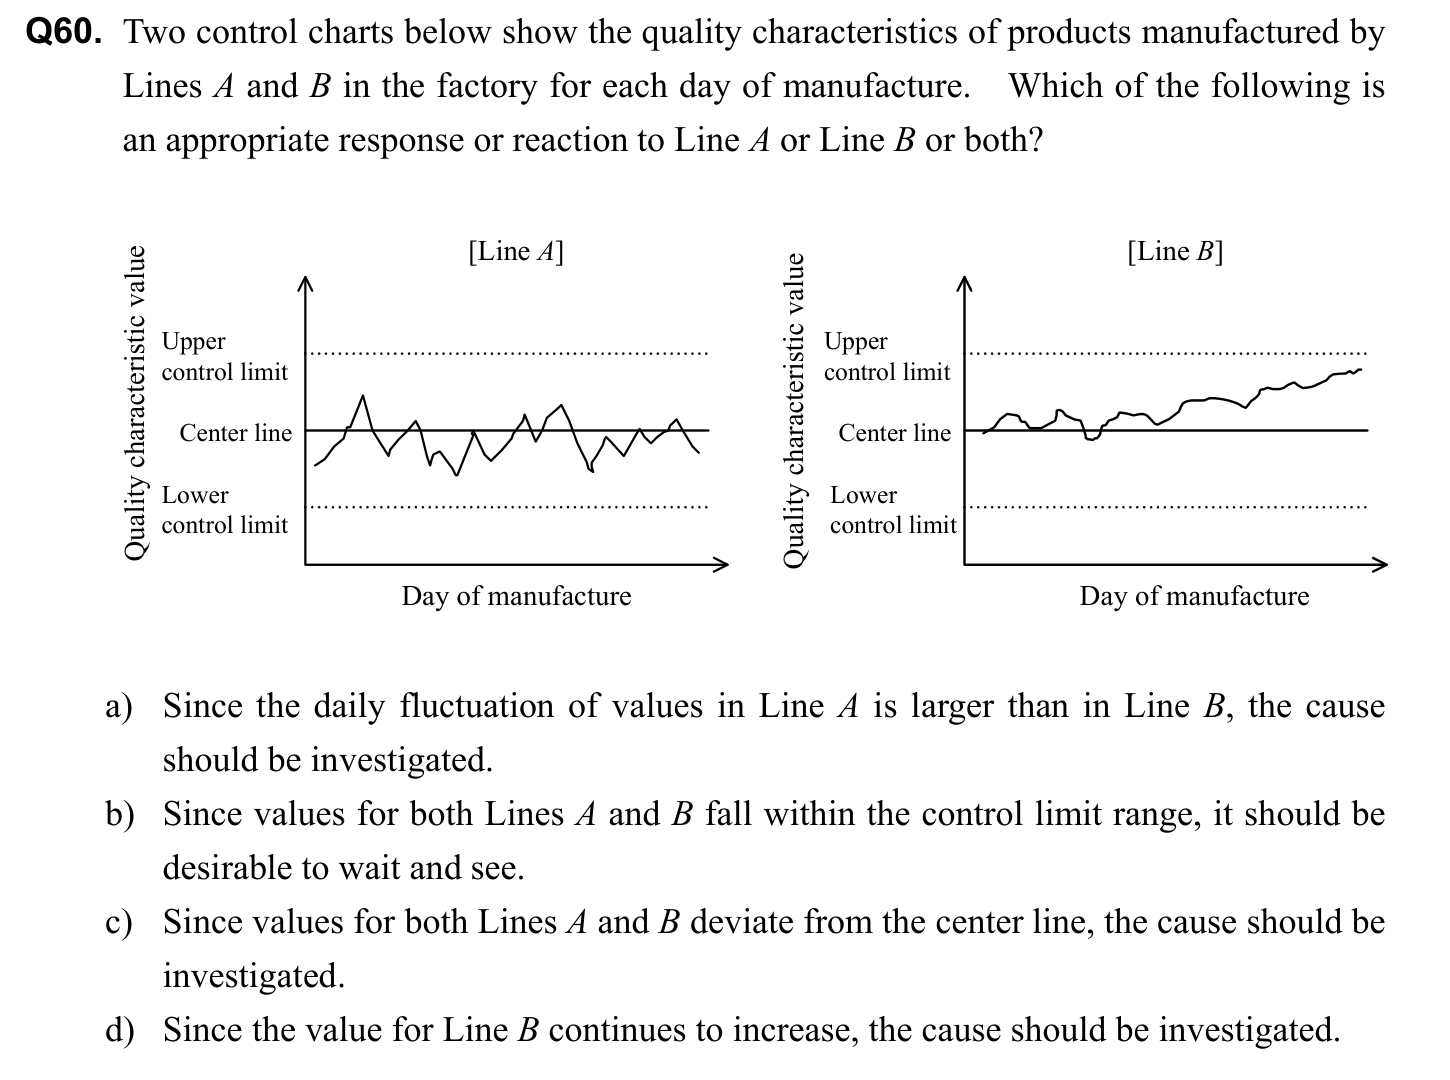 Q60. Two control charts below show the quality characteristics of products manufactured by
Lines A and B in the factory for each day of manufacture. Which of the following is
an appropriate response or reaction to Line A or Line B or both?
[Line A]
Quality characteristic value
Upper
control limit
Center line
Lower
control limit
Day of manufacture
[Line B]
Quality characteristic value
Upper
control limit
Center line
Lower
control limit
Day of manufacture
a) Since the daily fluctuation of values in Line A is larger than in Line B, the cause
should be investigated.
b) Since values for both Lines A and B fall within the control limit range, it should be
desirable to wait and see.
c) Since values for both Lines A and B deviate from the center line, the cause should be
investigated.
d) Since the value for Line B continues to increase, the cause should be investigated.